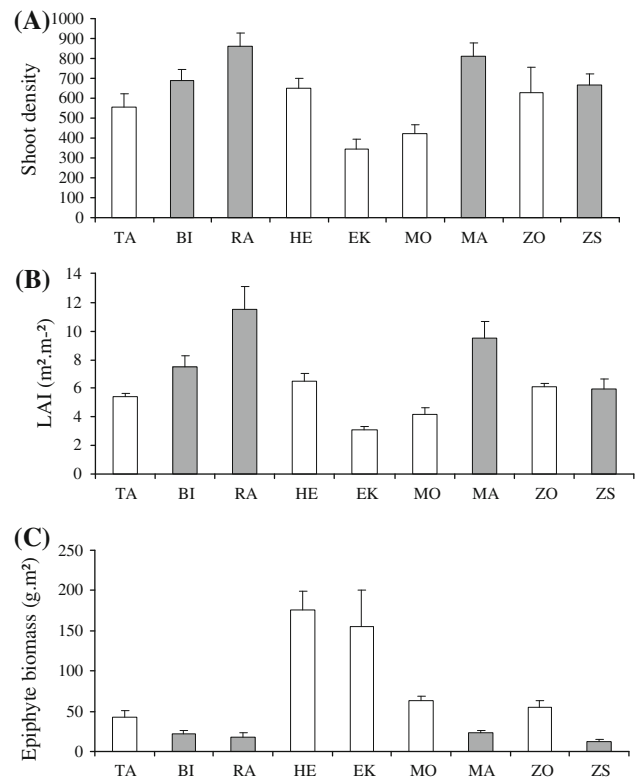 (A)
Shoot density
1000
900
800
700
600
500
400
300
200
100
0
TA BI RA HE EK MO MA ZO ZS
(B)
LAI (m².m-²)
14
12
10
8
6
4
2
0
TA BI RA HE EK MO MA ZO ZS
(C)
Epiphyte biomass (g.m²)
250
200
150
100
50
0
TA BI RA HE EK MO MA ZO ZS